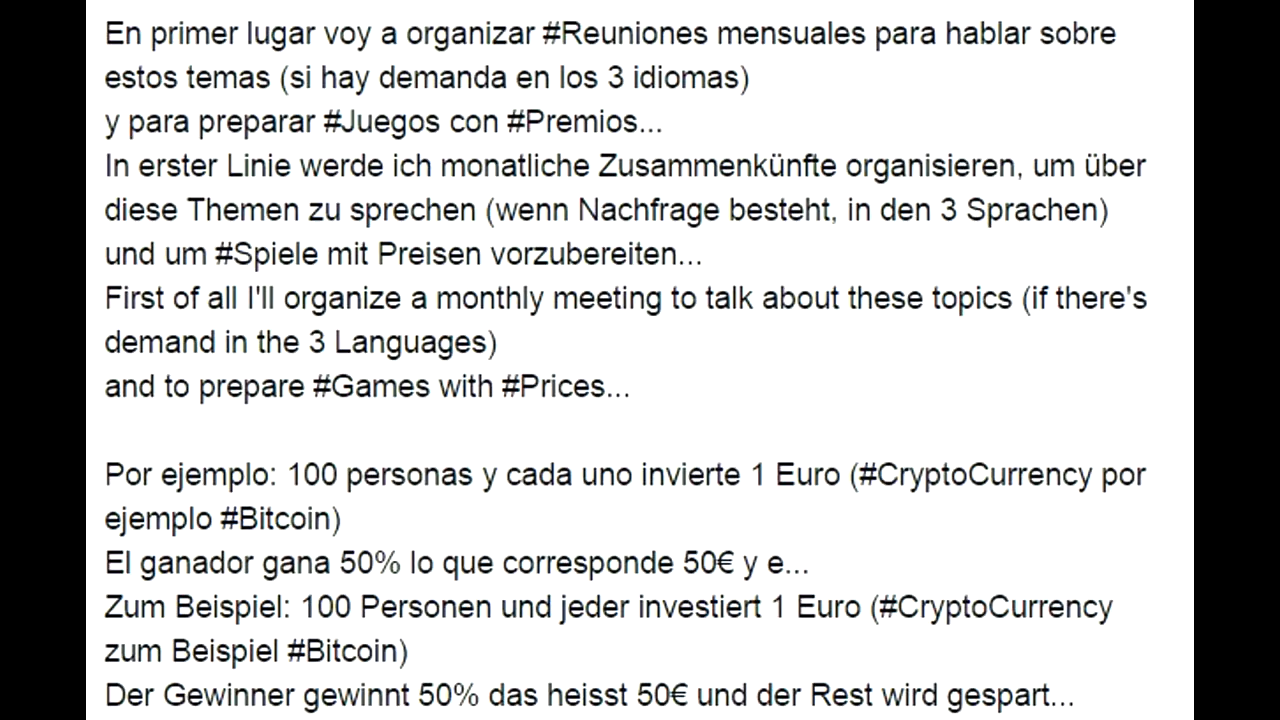 En primer lugar voy a organizar #Reuniones mensuales para hablar sobre
estos temas (si hay demanda en los 3 idiomas)
y para preparar #Juegos con #Premios...
In erster Linie werde ich monatliche Zusammenkünfte organisieren, um über
diese Themen zu sprechen (wenn Nachfrage besteht, in den 3 Sprachen)
und um #Spiele mit Preisen vorzubereiten...
First of all I'll organize a monthly meeting to talk about these topics (if there's
demand in the 3 Languages)
and to prepare #Games with #Prices...
Por ejemplo: 100 personas y cada uno invierte 1 Euro (#CryptoCurrency por
ejemplo #Bitcoin)
El ganador gana 50% lo que corresponde 50€ y e...
Zum Beispiel: 100 Personen und jeder investiert 1 Euro (#CryptoCurrency
zum Beispiel #Bitcoin)
Der Gewinner gewinnt 50% das heisst 50€ und der Rest wird gespart...